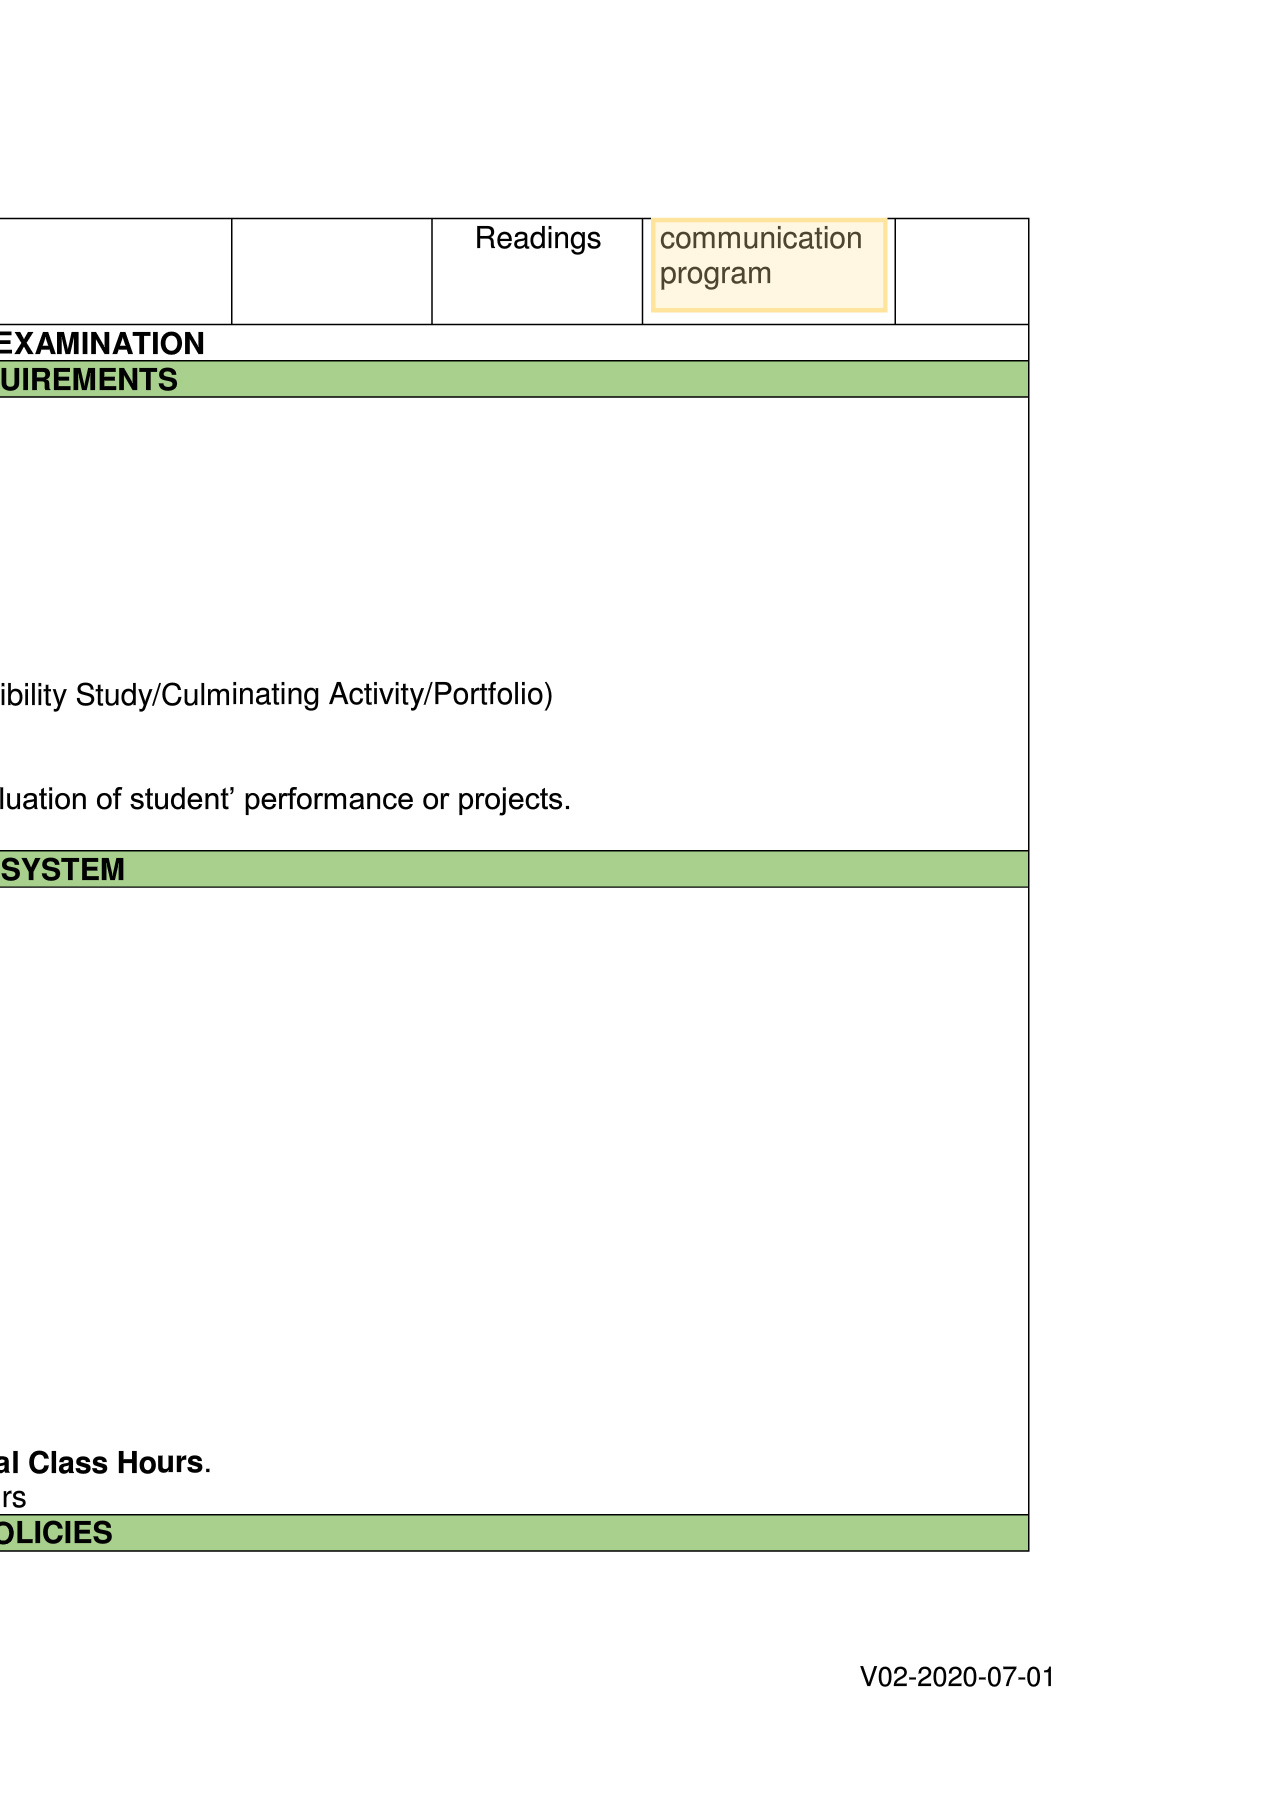 Readings
communication
program
EXAMINATION
UIREMENTS
ibility Study/Culminating Activity/Portfolio)
luation of student’ performance or projects.
SYSTEM
al Class Hours.
rs
OLICIES
V02-2020-07-01